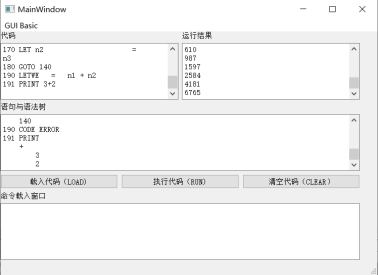 MainWindow
GUI Basic
代码
运行结果
170 LET n2 =
n3
180 GOTO 140
190 LETWE = n1 + n2
191 PRINT 3+2
610
987
1597
2584
4181
6765
语句与语法树
140
190 CODE ERROR
191 PRINT
+
3
2
载入代码（LOAD）
执行代码（RUN）
清空代码（CLEAR）
命令载入窗口